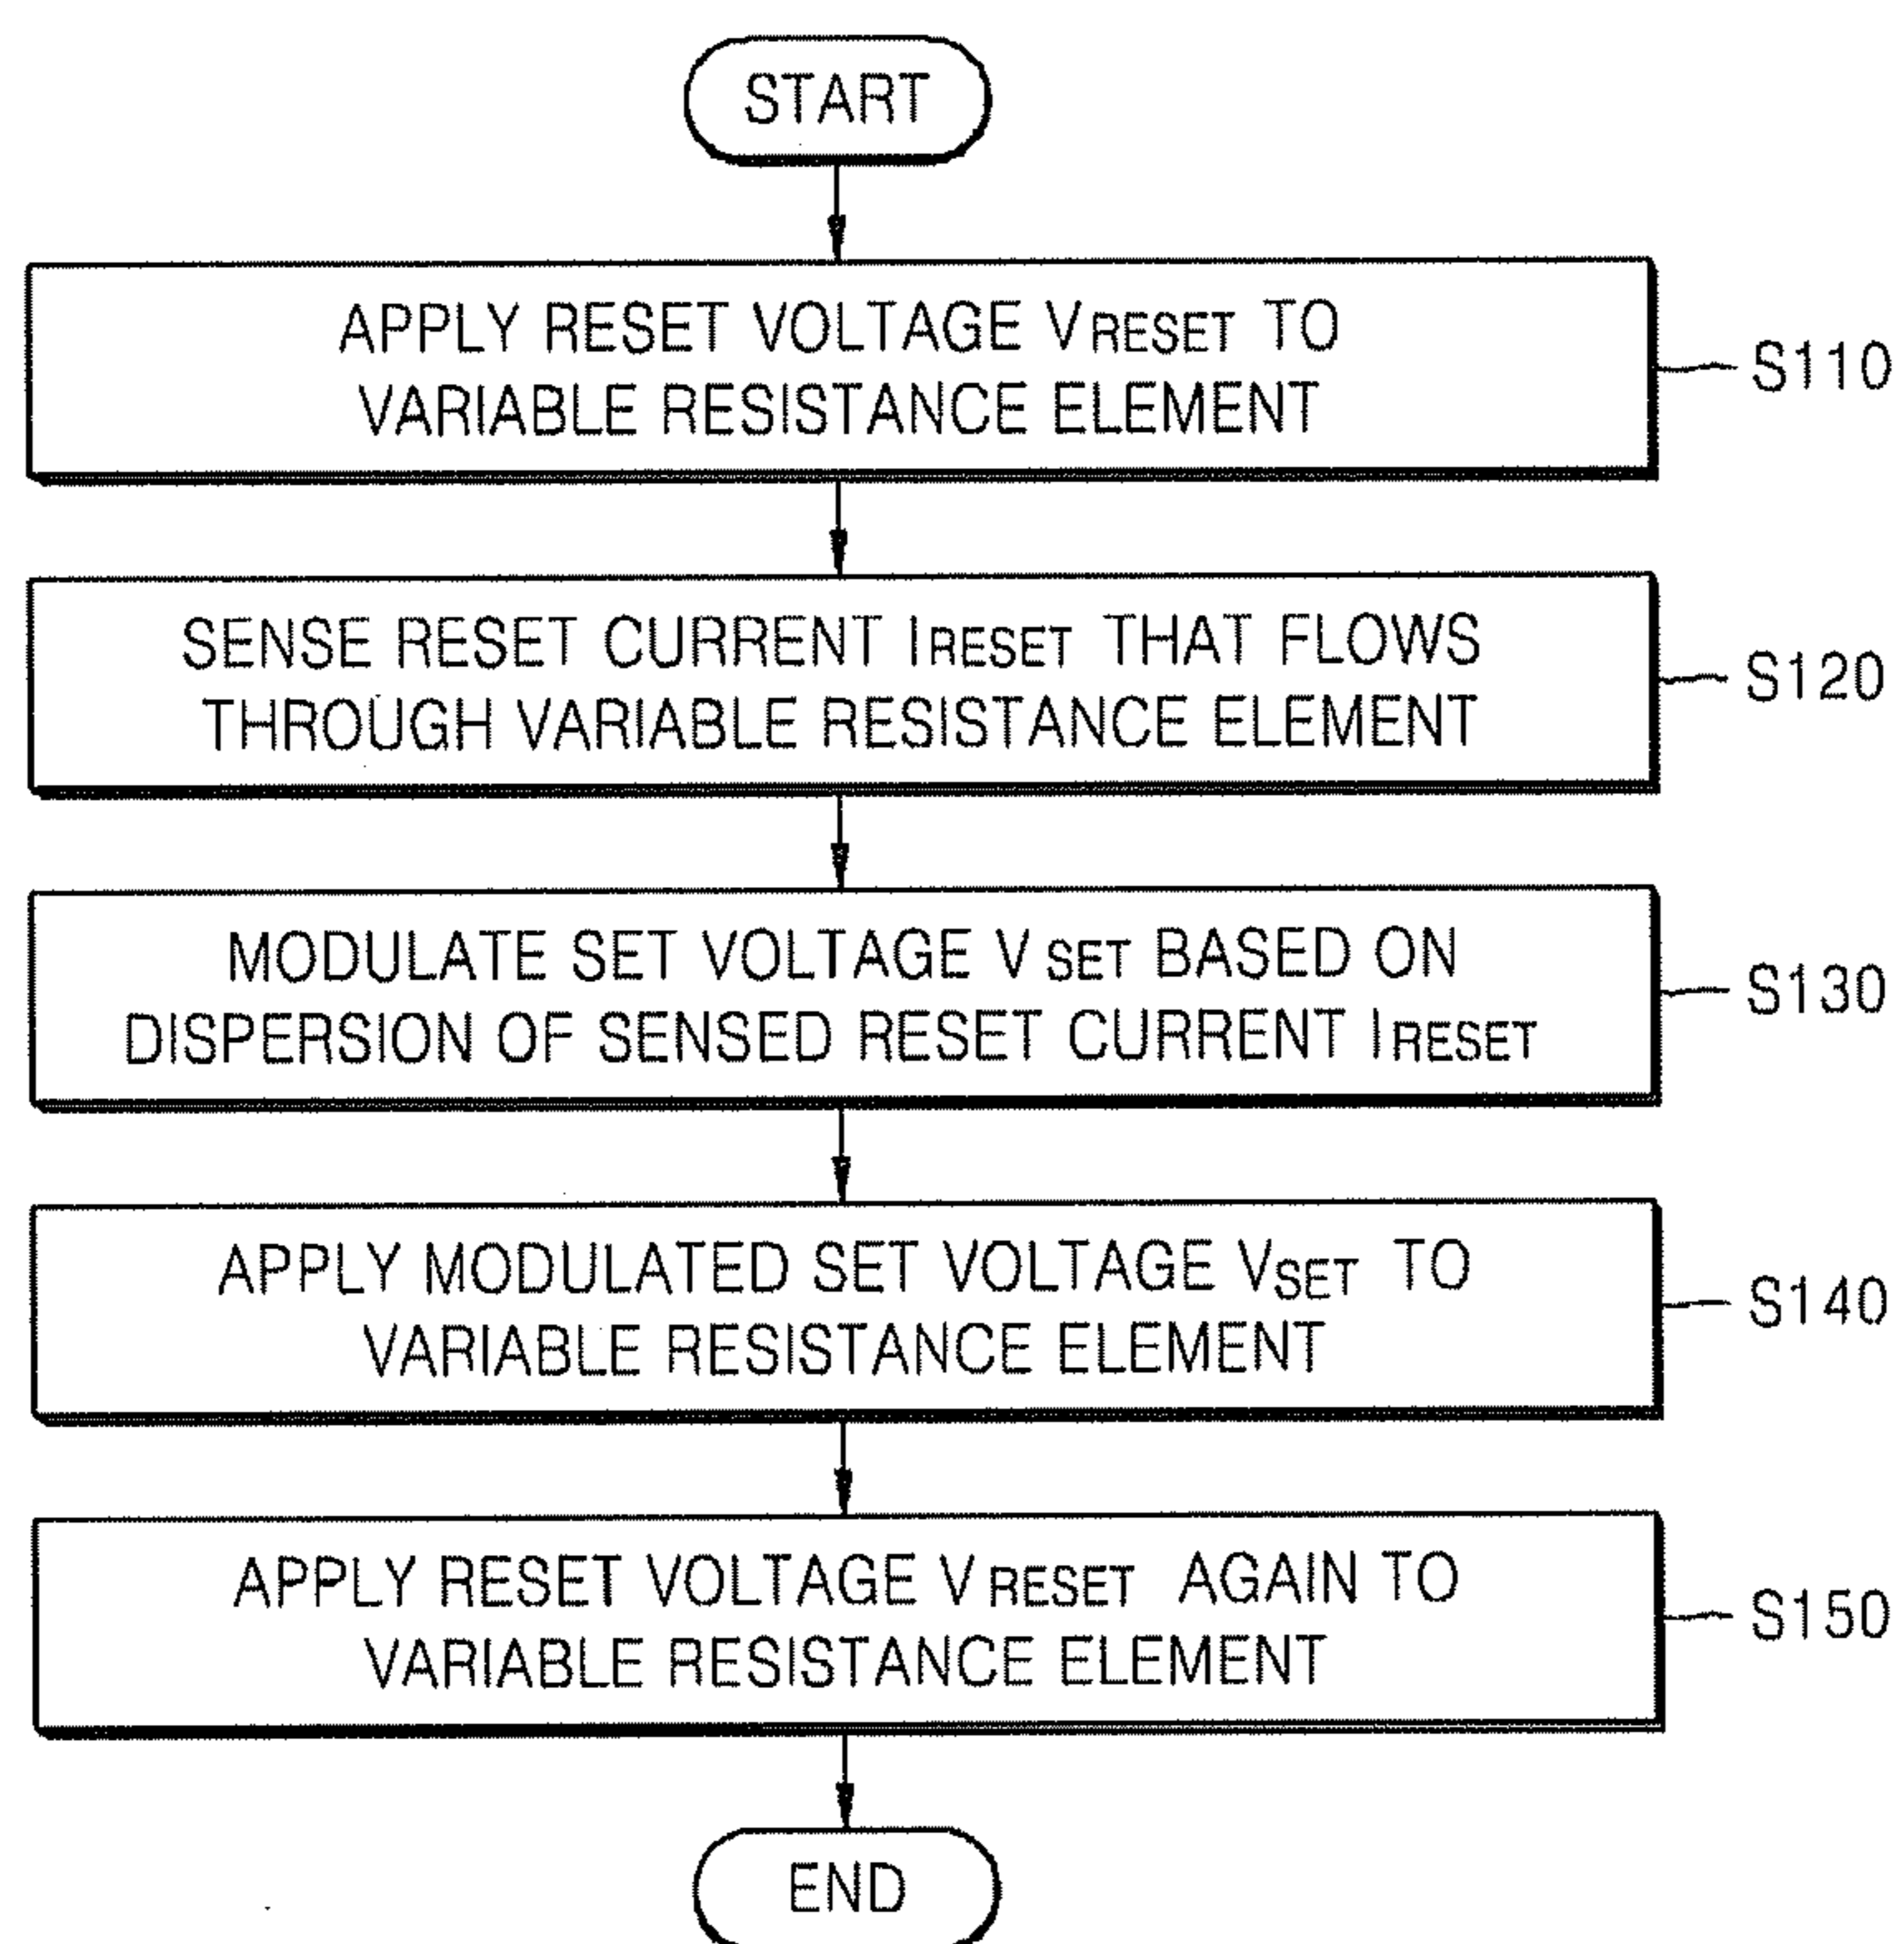 START
APPLY RESET VOLTAGE VRESET TO
VARIABLE RESISTANCE ELEMENT
S110
SENSE RESET CURRENT IRESET THAT FLOWS
THROUGH VARIABLE RESISTANCE ELEMENT
S120
MODULATE SET VOLTAGE VSET BASED ON
DISPERSION OF SENSED RESET CURRENT IRESET
S130
APPLY MODULATED SET VOLTAGE VSET TO
VARIABLE RESISTANCE ELEMENT
S140
APPLY RESET VOLTAGE VRESET AGAIN TO
VARIABLE RESISTANCE ELEMENT
S150
END